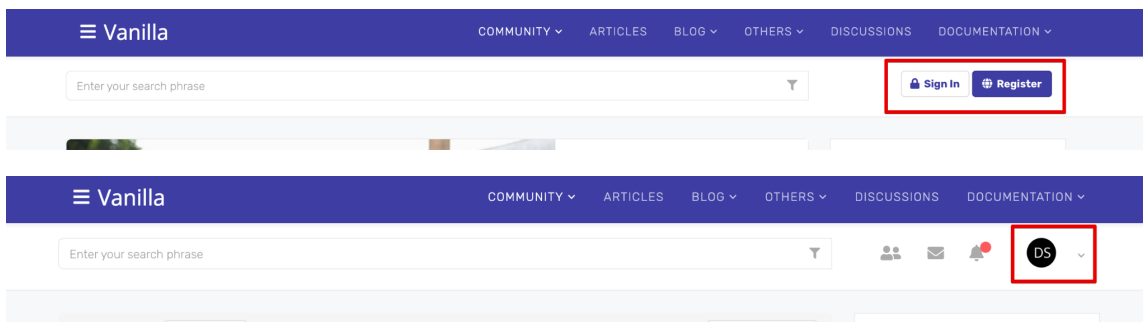 Vanilla COMMUNITY ARTICLES BLOG OTHERS DISCUSSIONS DOCUMENTATION
Enter your search phrase Sign In Register
Vanilla COMMUNITY ARTICLES BLOG OTHERS DISCUSSIONS DOCUMENTATION
Enter your search phrase DS